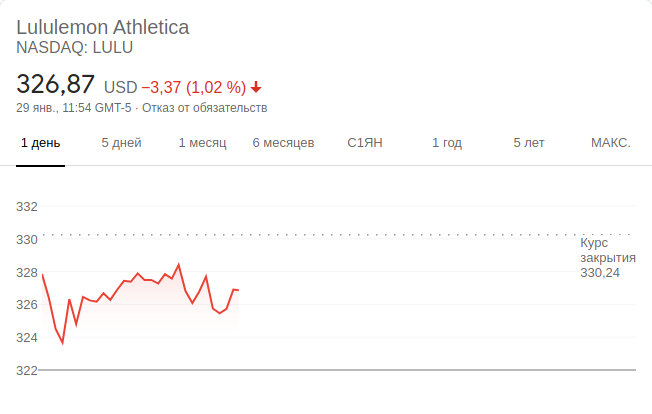 Lululemon Athletica
NASDAQ: LULU
326,87 USD −3,37 (1,02 %)
29 янв., 11:54 GMT-5 · Отказ от обязательств
1 день 5 дней 1 месяц 6 месяцев С1ЯН 1 год 5 лет МАКС.
332
330
Курс
закрытия
330,24
328
326
324
322